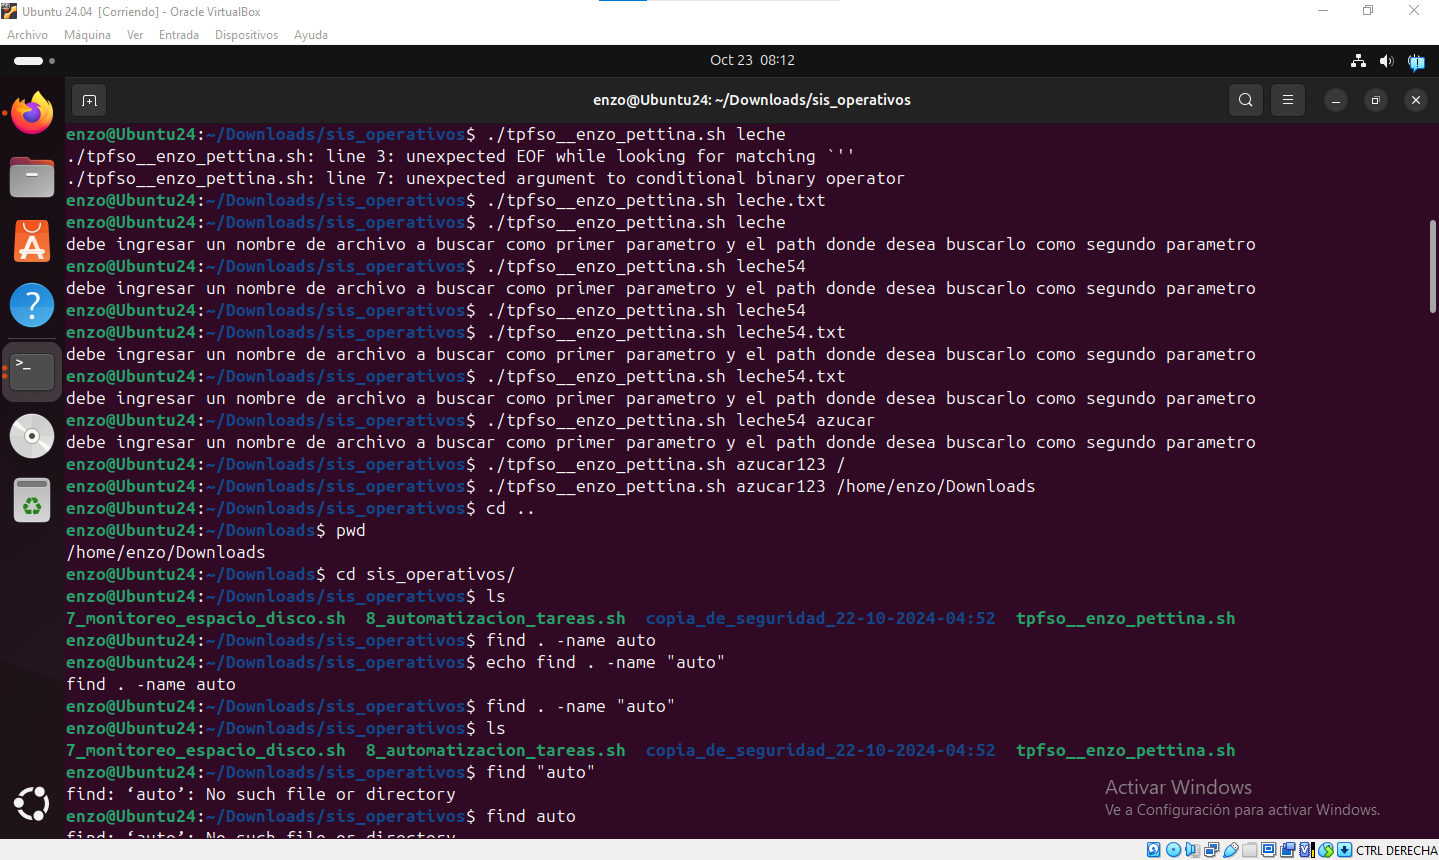 Ubuntu 24.04 [Corriendo] - Oracle VirtualBox
Archivo Máquina Ver Entrada Dispositivos Ayuda
Oct 23 08:12
enzo@Ubuntu24: ~/Downloads/sis_operativos
enzo@Ubuntu24:~/Downloads/sis_operativos$ ./tpfso__enzo_pettina.sh leche
./tpfso__enzo_pettina.sh: line 3: unexpected EOF while looking for matching `''
./tpfso__enzo_pettina.sh: line 7: unexpected argument to conditional binary operator
enzo@Ubuntu24:~/Downloads/sis_operativos$ ./tpfso__enzo_pettina.sh leche.txt
enzo@Ubuntu24:~/Downloads/sis_operativos$ ./tpfso__enzo_pettina.sh leche
debe ingresar un nombre de archivo a buscar como primer parametro y el path donde desea buscarlo como segundo parametro
enzo@Ubuntu24:~/Downloads/sis_operativos$ ./tpfso__enzo_pettina.sh leche54
debe ingresar un nombre de archivo a buscar como primer parametro y el path donde desea buscarlo como segundo parametro
enzo@Ubuntu24:~/Downloads/sis_operativos$ ./tpfso__enzo_pettina.sh leche54
enzo@Ubuntu24:~/Downloads/sis_operativos$ ./tpfso__enzo_pettina.sh leche54.txt
debe ingresar un nombre de archivo a buscar como primer parametro y el path donde desea buscarlo como segundo parametro
enzo@Ubuntu24:~/Downloads/sis_operativos$ ./tpfso__enzo_pettina.sh leche54.txt
debe ingresar un nombre de archivo a buscar como primer parametro y el path donde desea buscarlo como segundo parametro
enzo@Ubuntu24:~/Downloads/sis_operativos$ ./tpfso__enzo_pettina.sh leche54 azucar
debe ingresar un nombre de archivo a buscar como primer parametro y el path donde desea buscarlo como segundo parametro
enzo@Ubuntu24:~/Downloads/sis_operativos$ ./tpfso__enzo_pettina.sh azucar123 /
enzo@Ubuntu24:~/Downloads/sis_operativos$ ./tpfso__enzo_pettina.sh azucar123 /home/enzo/Downloads
enzo@Ubuntu24:~/Downloads/sis_operativos$ cd ..
enzo@Ubuntu24:~/Downloads$ pwd
/home/enzo/Downloads
enzo@Ubuntu24:~/Downloads$ cd sis_operativos/
enzo@Ubuntu24:~/Downloads/sis_operativos$ ls
7_monitoreo_espacio_disco.sh 8_automatizacion_tareas.sh copia_de_seguridad_22-10-2024-04:52 tpfso__enzo_pettina.sh
enzo@Ubuntu24:~/Downloads/sis_operativos$ find . -name auto
enzo@Ubuntu24:~/Downloads/sis_operativos$ echo find . -name "auto"
find . -name auto
enzo@Ubuntu24:~/Downloads/sis_operativos$ find . -name "auto"
enzo@Ubuntu24:~/Downloads/sis_operativos$ ls
7_monitoreo_espacio_disco.sh 8_automatizacion_tareas.sh copia_de_seguridad_22-10-2024-04:52 tpfso__enzo_pettina.sh
enzo@Ubuntu24:~/Downloads/sis_operativos$ find "auto"
find: ‘auto’: No such file or directory
enzo@Ubuntu24:~/Downloads/sis_operativos$ find auto
find: ‘auto’: No such file or directory
Activar Windows
Ve a Configuración para activar Windows.
CTRL DERECHA